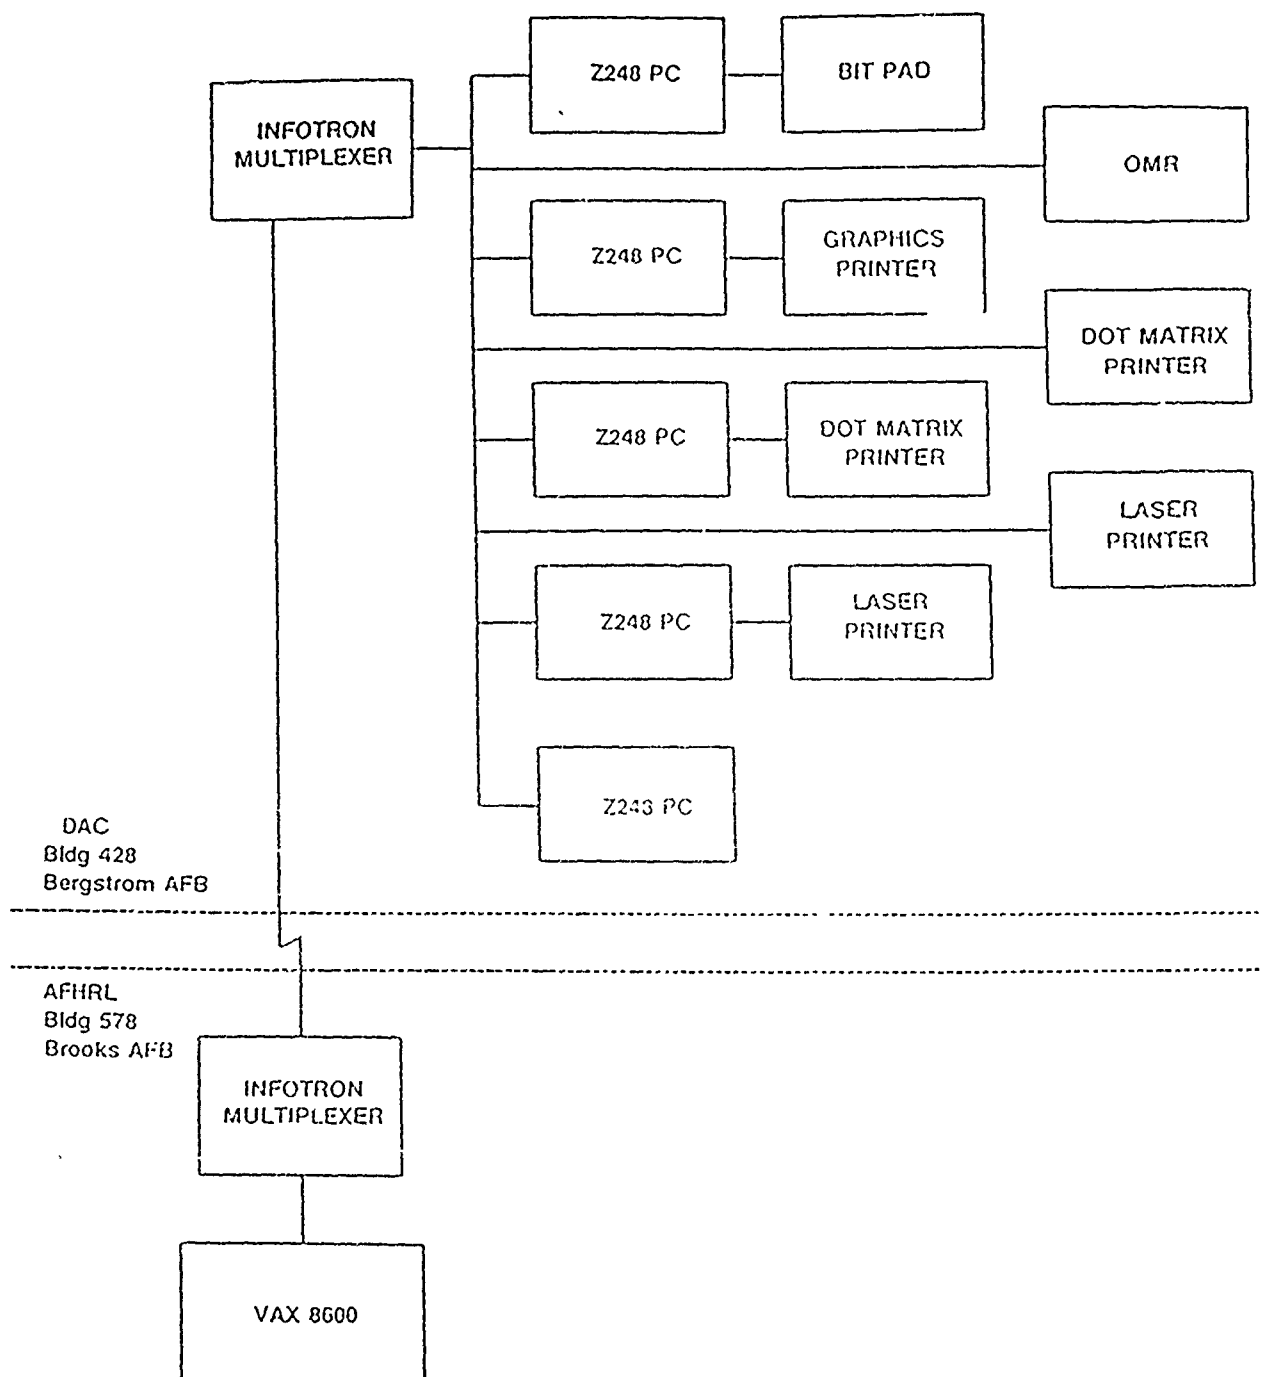 Z248 PC
BIT PAD
INFOTRON
MULTIPLEXER
OMR
Z248 PC
GRAPHICS
PRINTER
DOT MATRIX
PRINTER
Z248 PC
DOT MATRIX
PRINTER
LASER
PRINTER
Z248 PC
LASER
PRINTER
Z248 PC
DAC
Bldg 428
Bergstrom AFB
AFHRL
Bldg 578
Brooks AFB
INFOTRON
MULTIPLEXER
VAX 8600